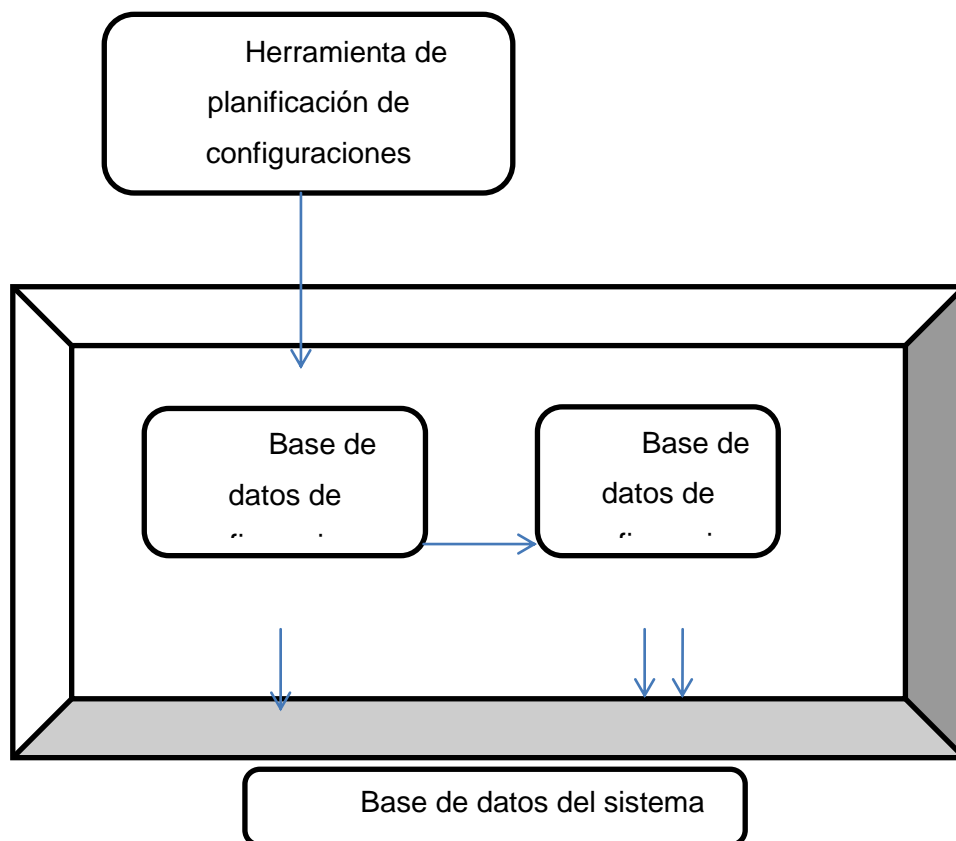 Herramienta de
planificación de
configuraciones
Base de
datos de
Base de
datos de
Base de datos del sistema